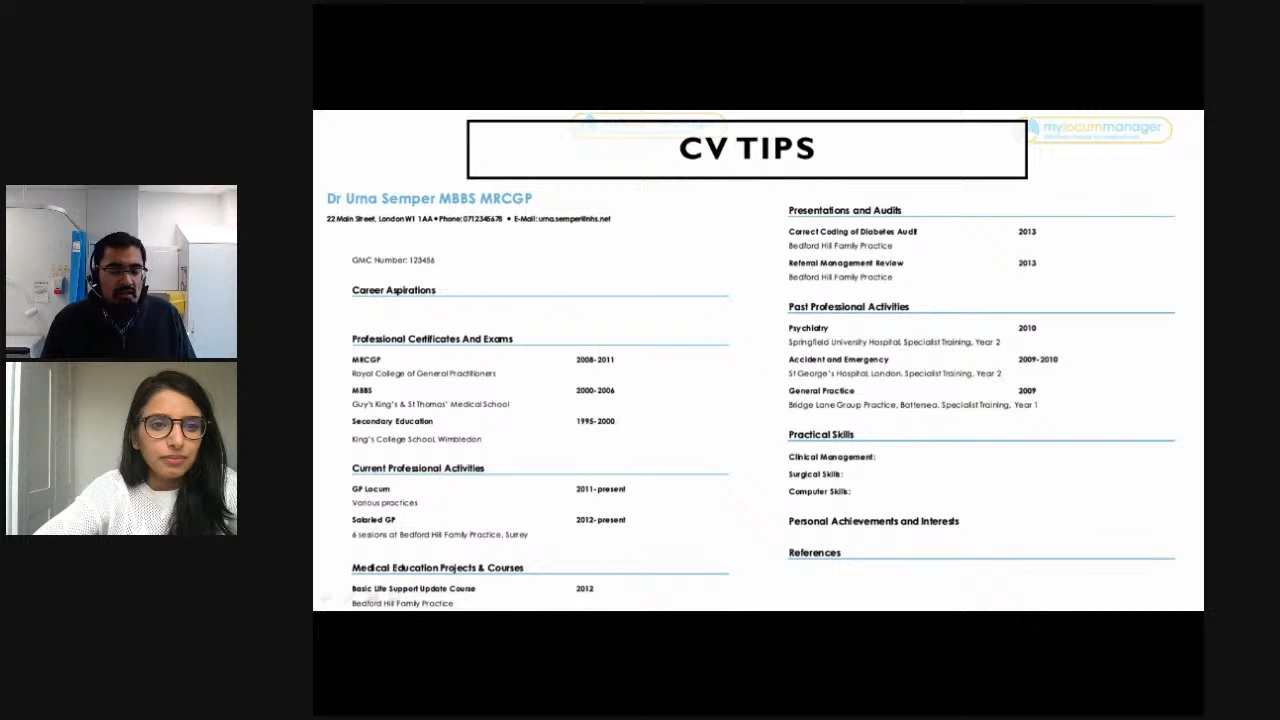 CV TIPS
mylocummanager
Dr Urna Semper MBBS MRCGP
22 Main Street, London W1 1AA • Phone: 0712345678 • E-Mail: urna.semper@nhs.net
GMC Number: 123456
Career Aspirations
Professional Certificates And Exams
MRCGP 2008-2011
Royal College of General Practitioners
MBBS 2000-2006
Guy's King's & St Thomas' Medical School
Secondary Education 1995-2000
King's College School, Wimbledon
Current Professional Activities
GP Locum 2011-present
Various practices
Salaried GP 2012-present
6 sessions at Bedford Hill Family Practice, Surrey
Medical Education Projects & Courses
Basic Life Support Update Course 2012
Bedford Hill Family Practice
Presentations and Audits
Correct Coding of Diabetes Audit 2013
Bedford Hill Family Practice
Referral Management Review 2013
Bedford Hill Family Practice
Past Professional Activities
Psychiatry 2010
Springfield University Hospital, Specialist Training, Year 2
Accident and Emergency 2009-2010
St George's Hospital, London. Specialist Training, Year 2
General Practice 2009
Bridge Lane Group Practice, Battersea. Specialist Training, Year 1
Practical Skills
Clinical Management:
Surgical Skills:
Computer Skills:
Personal Achievements and Interests
References